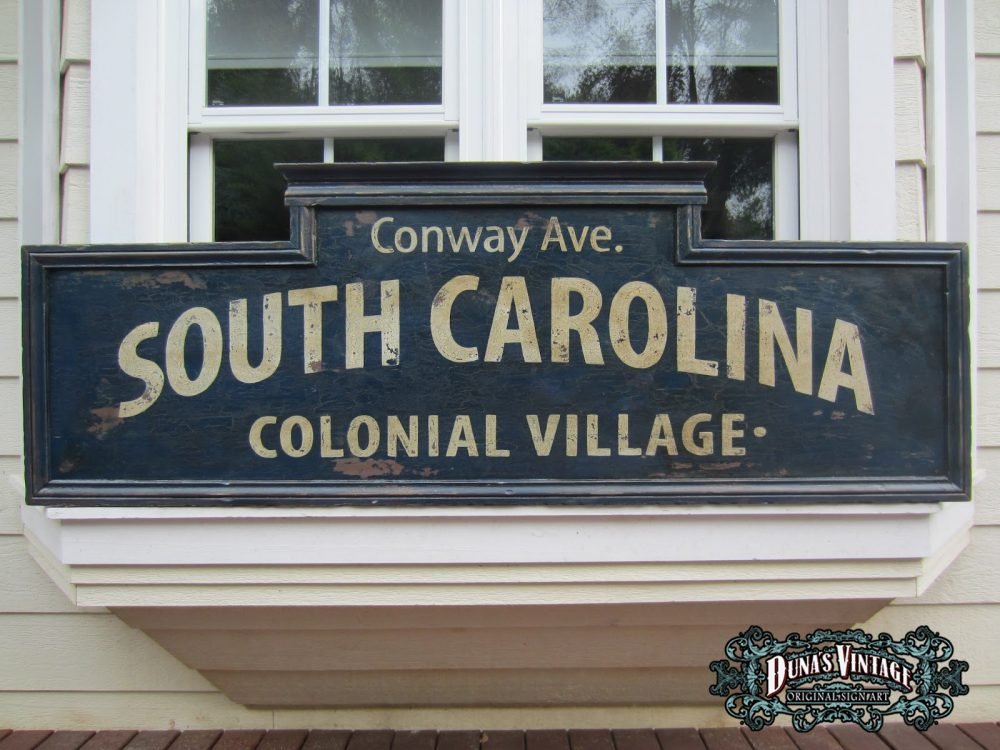 Conway Ave.
SOUTH CAROLINA
COLONIAL VILLAGE·
DUNA'S VINTAGE
ORIGINAL·SIGN ART